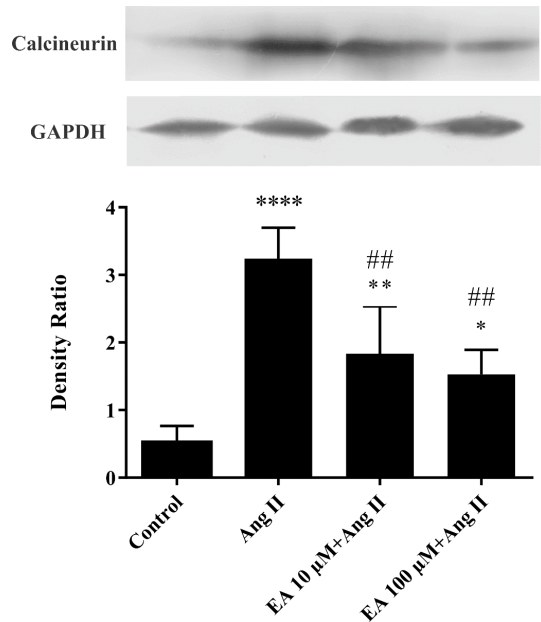 Calcineurin
GAPDH
****
##
**
##
*
4
3
2
1
0
Density Ratio
Control
Ang II
EA 10 µM+Ang II
EA 100 µM+Ang II